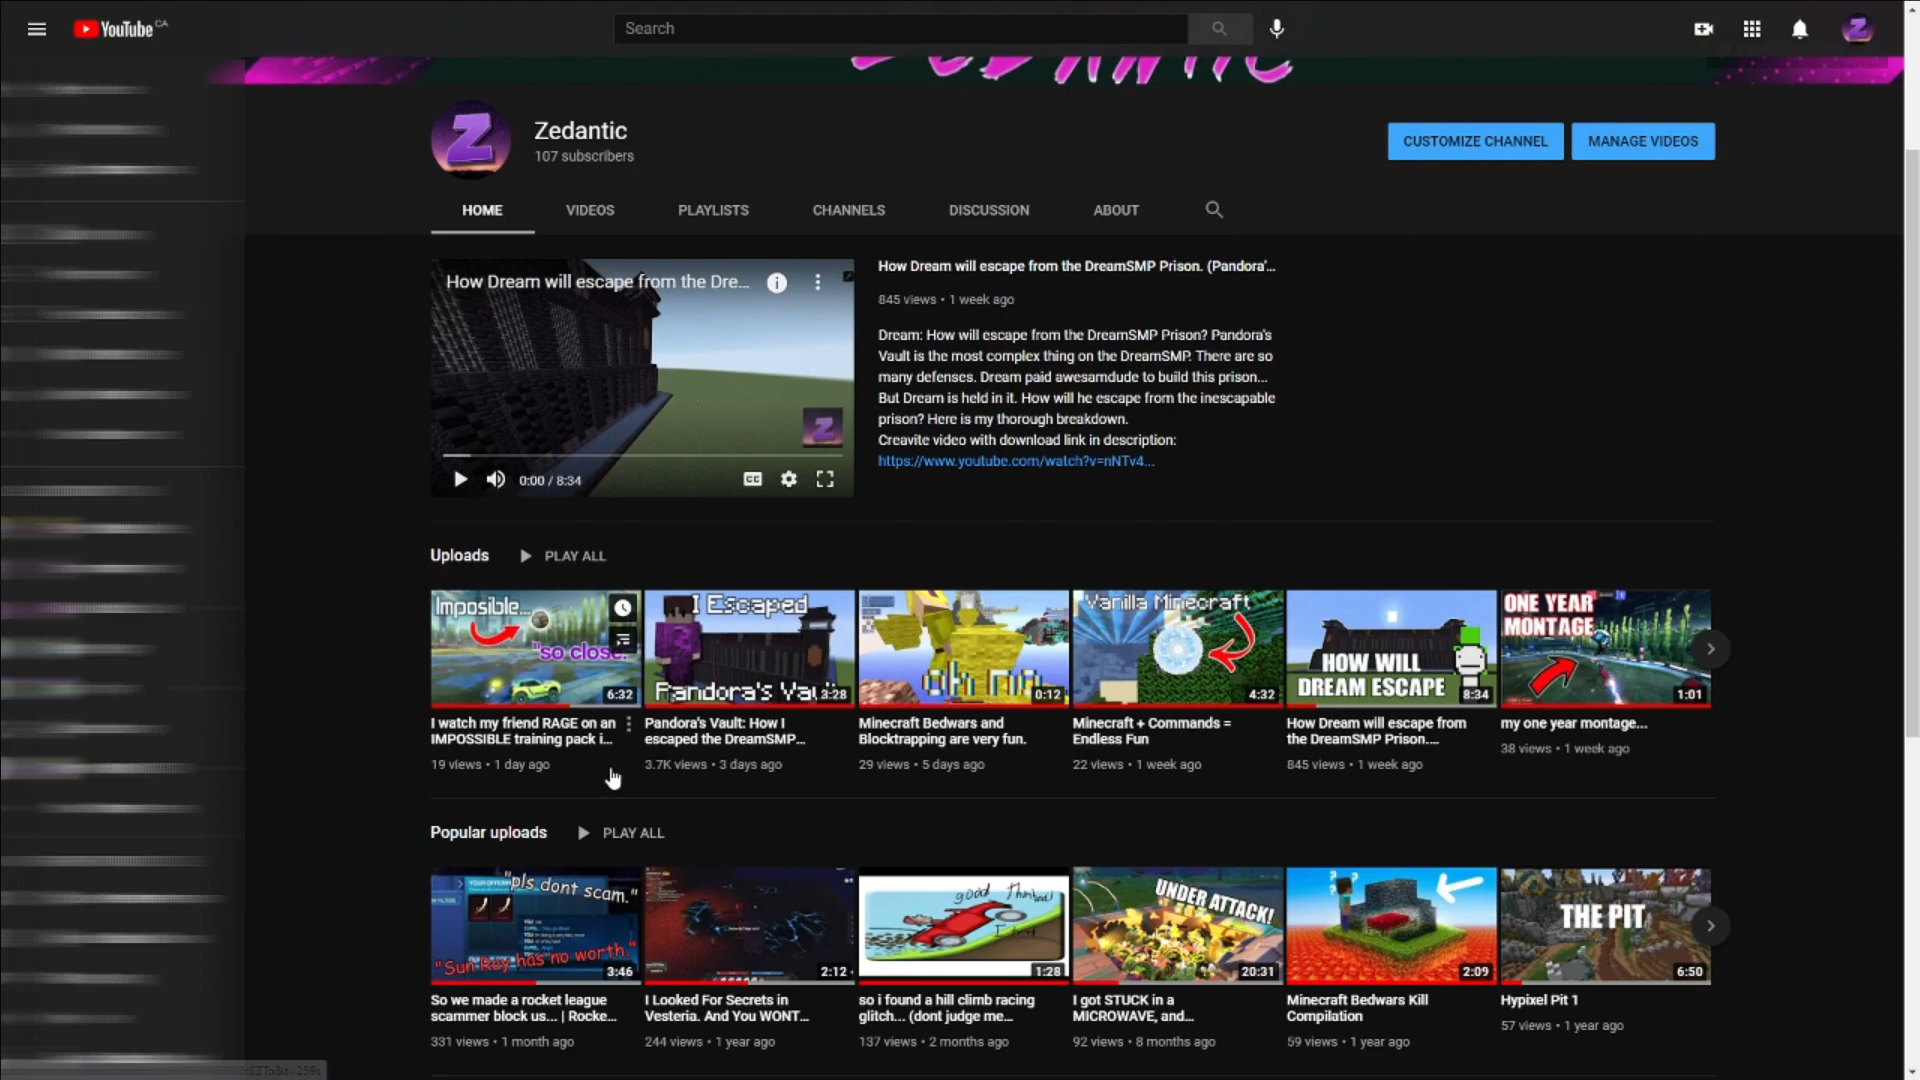 YouTube CA
Search
Zedantic
107 subscribers
CUSTOMIZE CHANNEL
MANAGE VIDEOS
HOME
VIDEOS
PLAYLISTS
CHANNELS
DISCUSSION
ABOUT
How Dream will escape from the Dre...
CC
0:00 / 8:34
How Dream will escape from the DreamSMP Prison. (Pandora'...
845 views • 1 week ago
Dream: How will escape from the DreamSMP Prison? Pandora's
Vault is the most complex thing on the DreamSMP. There are so
many defenses. Dream paid awesamdude to build this prison...
But Dream is held in it. How will he escape from the inescapable
prison? Here is my thorough breakdown.
Creavite video with download link in description:
https://www.youtube.com/watch?v=nNTv4...
Uploads
PLAY ALL
Imposible...
"so close."
6:32
I watch my friend RAGE on an
IMPOSSIBLE training pack i...
19 views • 1 day ago
I Escaped
Pandora's
3:28
Pandora's Vault: How I
escaped the DreamSMP...
3.7K views • 3 days ago
0:12
Minecraft Bedwars and
Blocktrapping are very fun.
29 views • 5 days ago
Vanilla Minecraft
4:32
Minecraft + Commands =
Endless Fun
22 views • 1 week ago
HOW WILL
DREAM ESCAPE
8:34
How Dream will escape from
the DreamSMP Prison....
845 views • 1 week ago
ONE YEAR
MONTAGE
1:01
my one year montage...
38 views • 1 week ago
Popular uploads
PLAY ALL
"pls dont scam."
"Sun Ray has no worth."
3:46
So we made a rocket league
scammer block us... | Rocke...
331 views • 1 month ago
2:12
I Looked For Secrets in
Vesteria. And You WONT...
244 views • 1 year ago
good
1:28
so i found a hill climb racing
glitch... (dont judge me...
137 views • 2 months ago
UNDER ATTACK!
20:31
I got STUCK in a
MICROWAVE, and...
92 views • 8 months ago
2:09
Minecraft Bedwars Kill
Compilation
59 views • 1 year ago
THE PIT
6:50
Hypixel Pit 1
57 views • 1 year ago